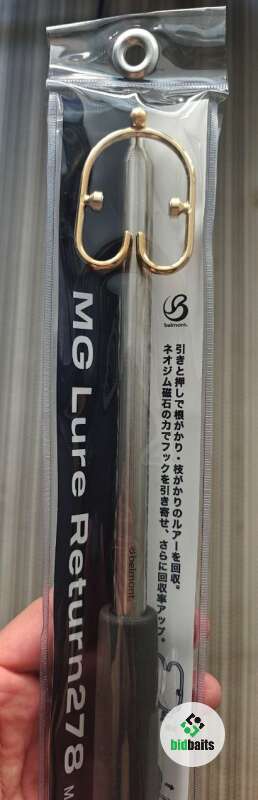 belmont.
MG Lure Return278 M
引きと押しで根がかり・枝がかりのルアーを回収。
ネオジム磁石の力でフックを引き寄せ、さらに回収率アップ。
belmont.
bidbaits